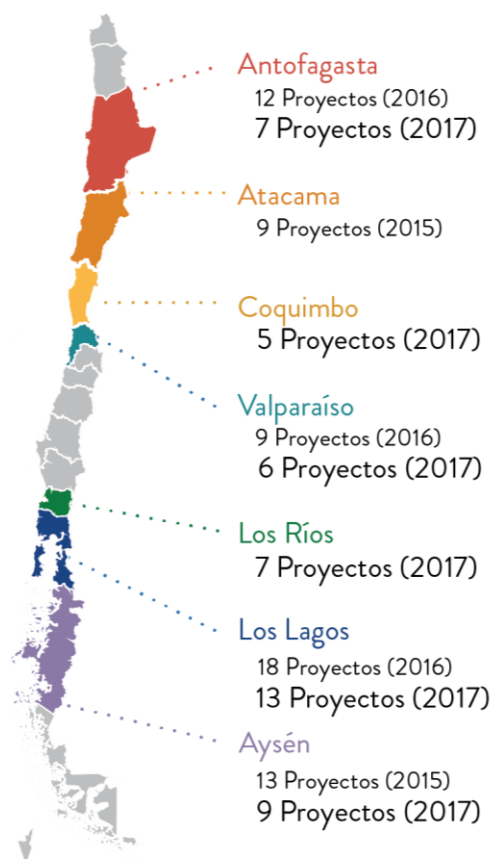 Antofagasta
12 Proyectos (2016)
7 Proyectos (2017)
Atacama
9 Proyectos (2015)
Coquimbo
5 Proyectos (2017)
Valparaíso
9 Proyectos (2016)
6 Proyectos (2017)
Los Ríos
7 Proyectos (2017)
Los Lagos
18 Proyectos (2016)
13 Proyectos (2017)
Aysén
13 Proyectos (2015)
9 Proyectos (2017)